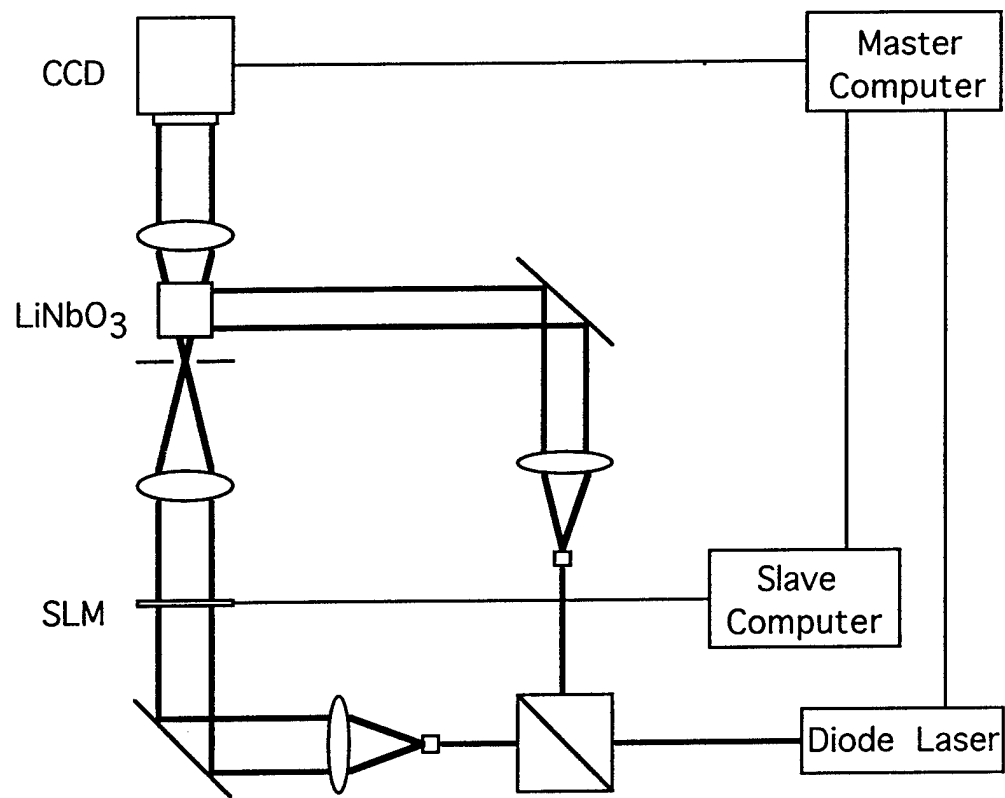 CCD
Master
Computer
LiNbO3
Slave
Computer
SLM
Diode Laser